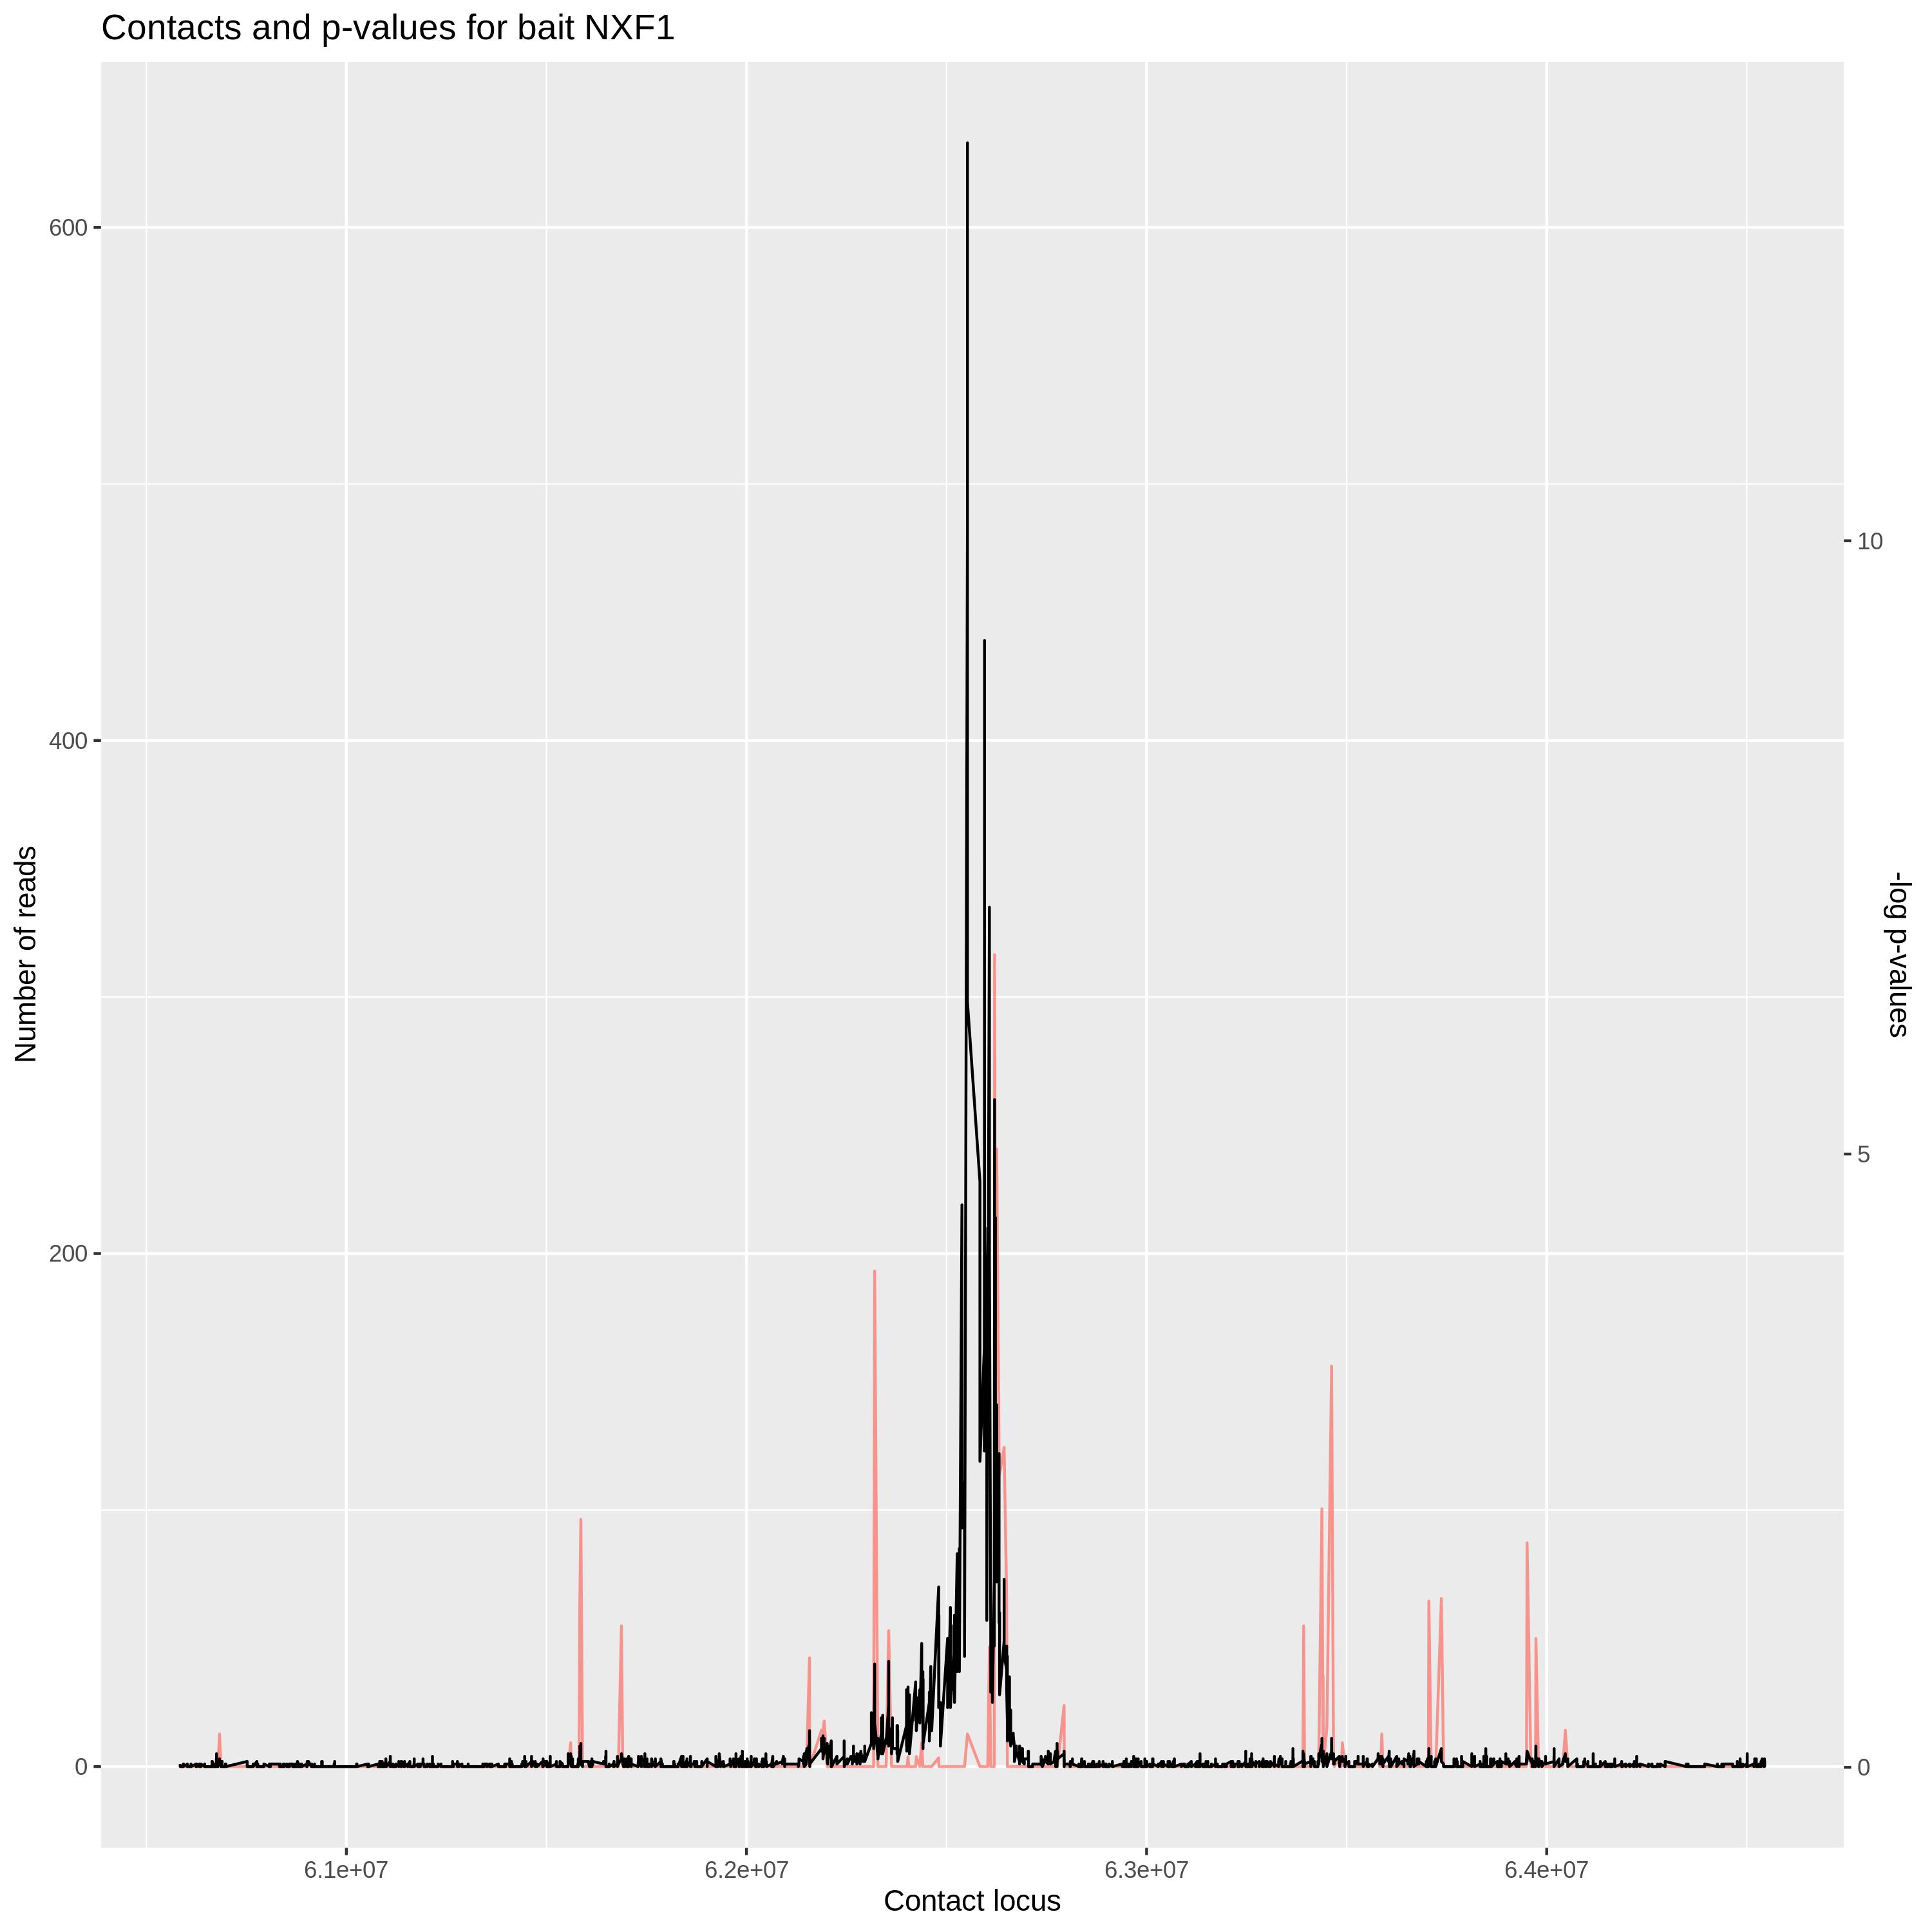 Contacts and p-values for bait NXF1
600
400
200
0
Number of reads
10
5
0
-log p-values
6.1e+07
6.2e+07
6.3e+07
6.4e+07
Contact locus